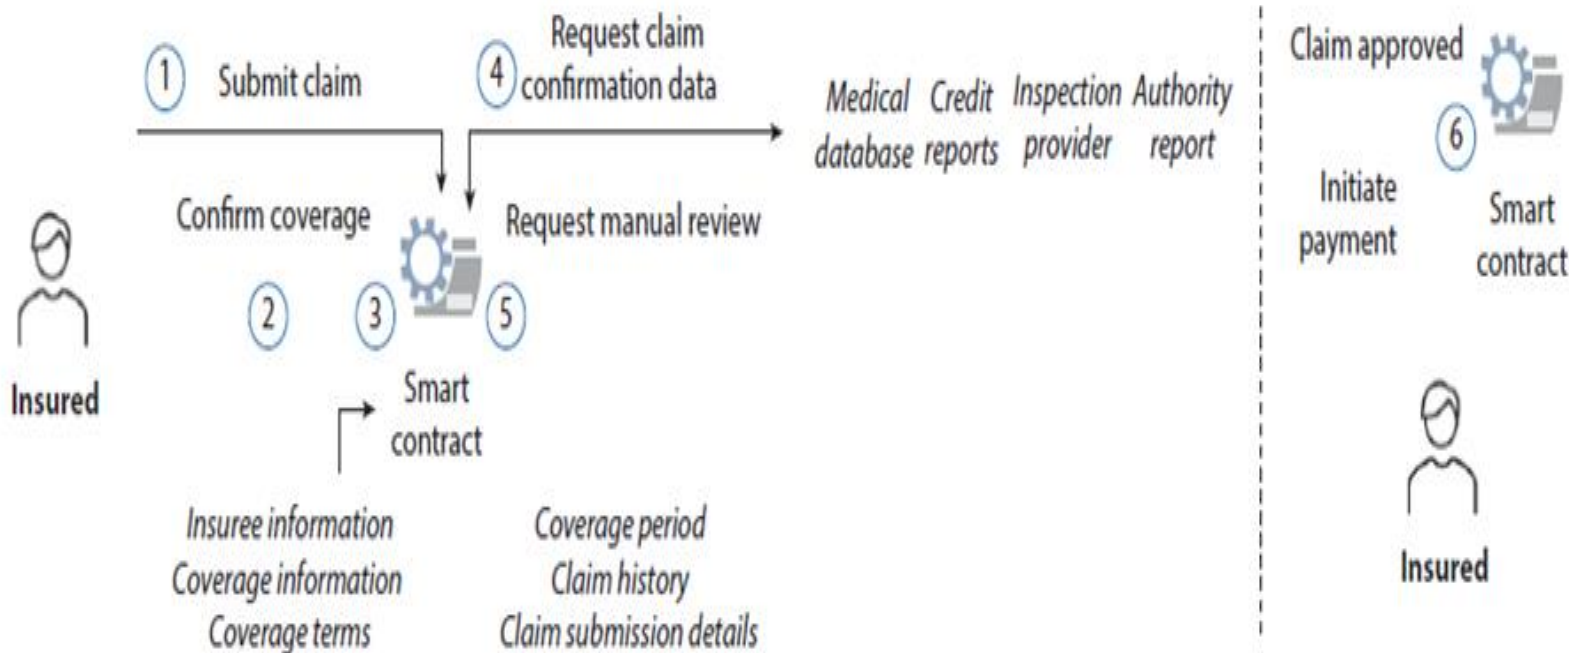 1
Submit claim
4
Request claim
confirmation data
Medical
database
Credit
reports
Inspection
provider
Authority
report
Confirm coverage
Request manual review
2
3
5
Insured
Smart
contract
Insuree information
Coverage information
Coverage terms
Coverage period
Claim history
Claim submission details
Claim approved
6
Initiate
payment
Smart
contract
Insured